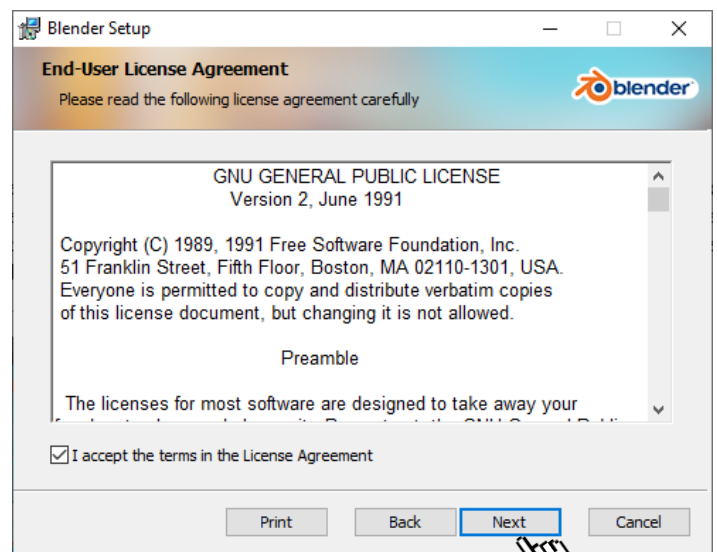 Blender Setup
End-User License Agreement
Please read the following license agreement carefully
blender
GNU GENERAL PUBLIC LICENSE
Version 2, June 1991
Copyright (C) 1989, 1991 Free Software Foundation, Inc.
51 Franklin Street, Fifth Floor, Boston, MA 02110-1301, USA.
Everyone is permitted to copy and distribute verbatim copies
of this license document, but changing it is not allowed.
Preamble
The licenses for most software are designed to take away your
I accept the terms in the License Agreement
Print Back Next Cancel